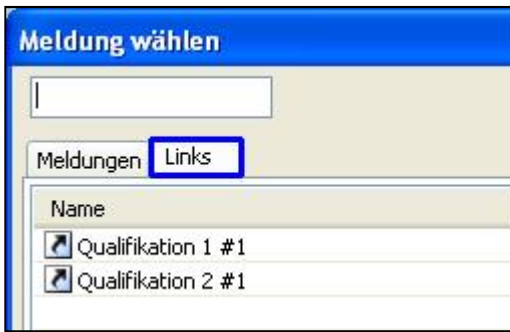 Meldung wählen
Meldungen Links
Name
Qualifikation 1 #1
Qualifikation 2 #1